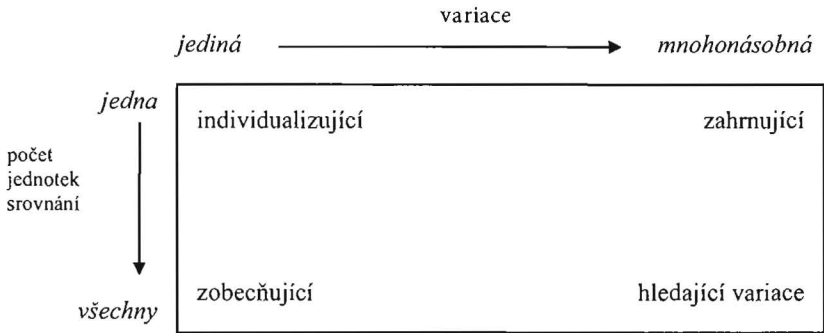 variace
jediná mnohonásobná
jedna
individualizující zahrnující
počet
jednotek
srovnání
zobecňující hledající variace
všechny